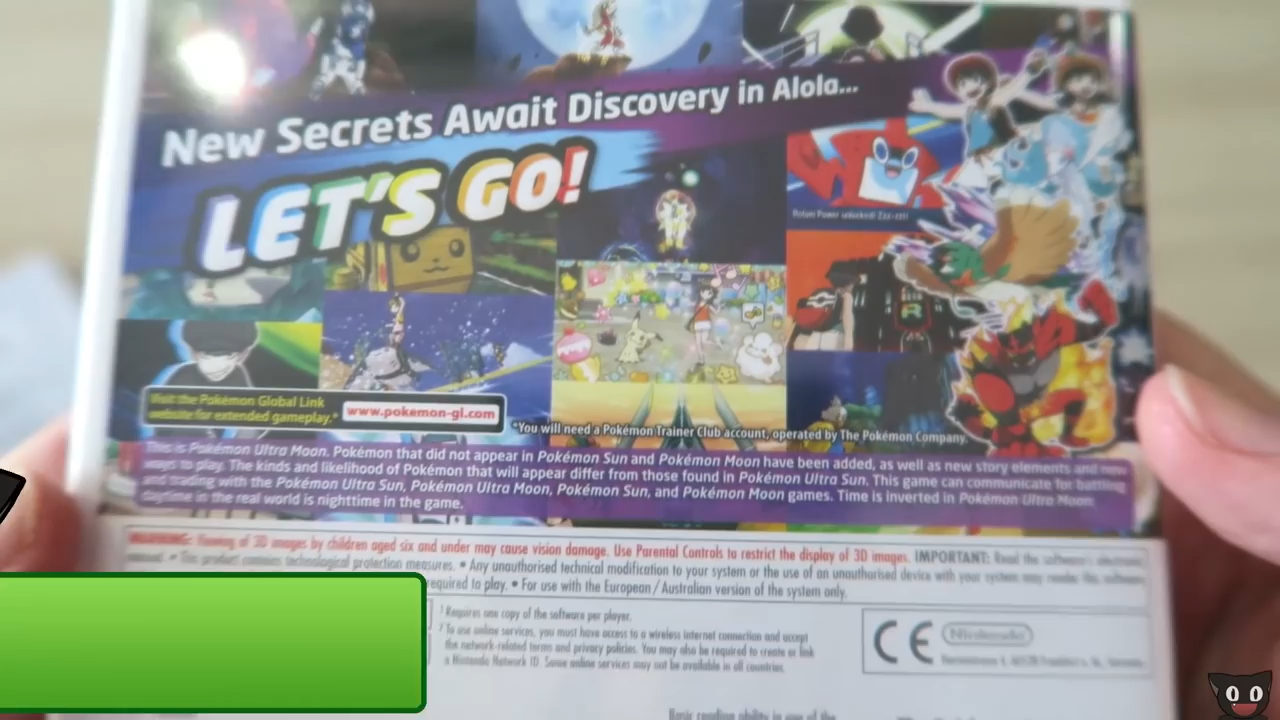 New Secrets Await Discovery in Alola...
LET'S GO!
Rotom Power unlocked! Zzz-zzt!
R
Visit the Pokémon Global Link
website for extended gameplay.*
www.pokemon-gl.com
*You will need a Pokémon Trainer Club account, operated by The Pokémon Company.
This is Pokémon Ultra Moon. Pokémon that did not appear in Pokémon Sun and Pokémon Moon have been added, as well as new story elements and new
ways to play. The kinds and likelihood of Pokémon that will appear differ from those found in Pokémon Ultra Sun. This game can communicate for battling
and trading with the Pokémon Ultra Sun, Pokémon Ultra Moon, Pokémon Sun, and Pokémon Moon games. Time is inverted in Pokémon Ultra Moon:
daytime in the real world is nighttime in the game.
WARNING: Viewing of 3D images by children aged six and under may cause vision damage. Use Parental Controls to restrict the display of 3D images. IMPORTANT: Read the software's electronic
manual. • This product contains technological protection measures. • Any unauthorised technical modification to your system or the use of an unauthorised device with your system may render this software
required to play. • For use with the European/Australian version of the system only.
1 Requires one copy of the software per player.
2 To use online services, you must have access to a wireless internet connection and accept
the network-related terms and privacy policies. You may also be required to create or link
a Nintendo Network ID. Some online services may not be available in all countries.
CE
Nintendo
Basic reading ability in one of the